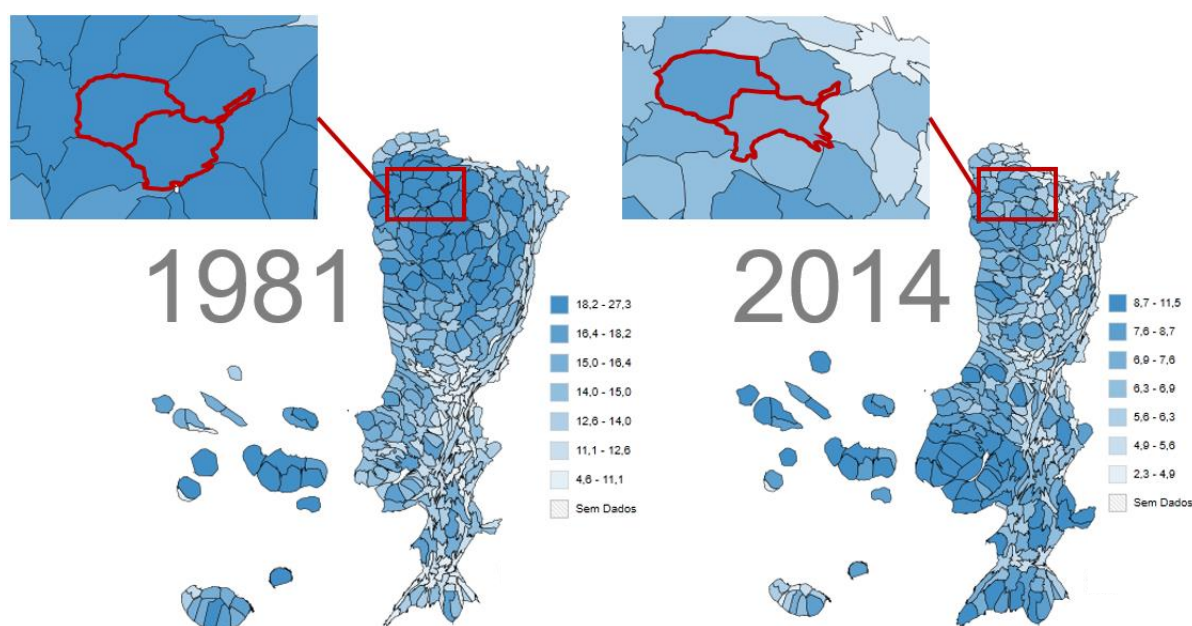 1981
18,2 - 27,3
16,4 - 18,2
15,0 - 16,4
14,0 - 15,0
12,6 - 14,0
11,1 - 12,6
4,6 - 11,1
Sem Dados
2014
8,7 - 11,5
7,6 - 8,7
6,9 - 7,6
6,3 - 6,9
5,6 - 6,3
4,9 - 5,6
2,3 - 4,9
Sem Dados